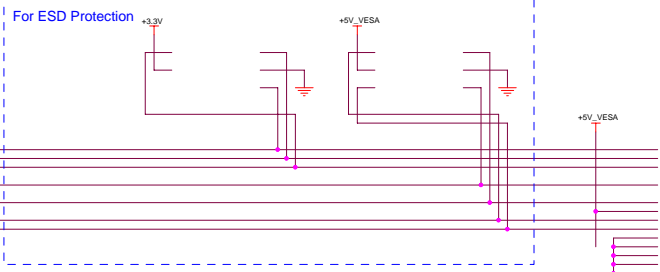 For ESD Protection
+3.3V
+5V_VESA
+5V_VESA